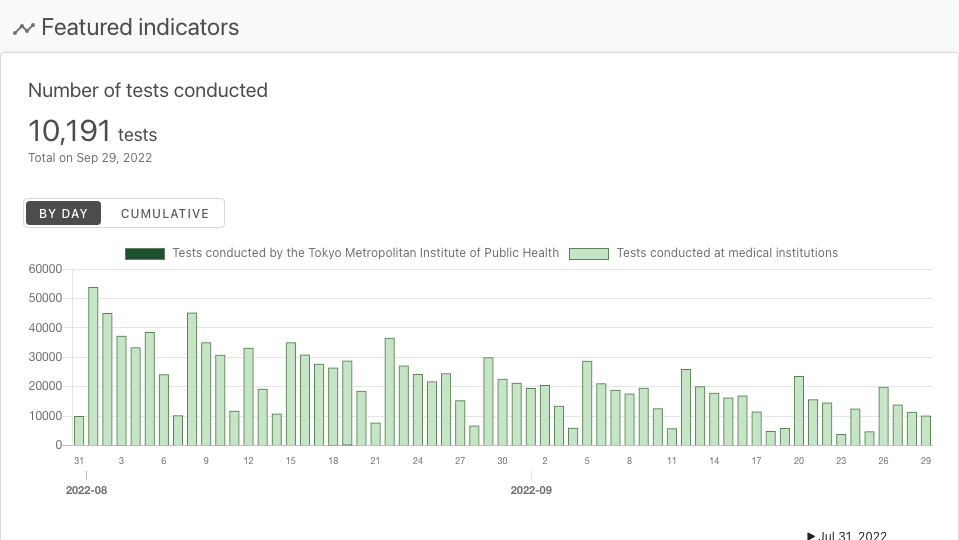 Featured indicators
Number of tests conducted
10,191 tests
Total on Sep 29, 2022
BY DAY CUMULATIVE
Tests conducted by the Tokyo Metropolitan Institute of Public Health Tests conducted at medical institutions
60000
50000
40000
30000
20000
10000
0
31 3 6 9 12 15 18 21 24 27 30 2 5 8 11 14 17 20 23 26 29
2022-08 2022-09
Jul 31, 2022